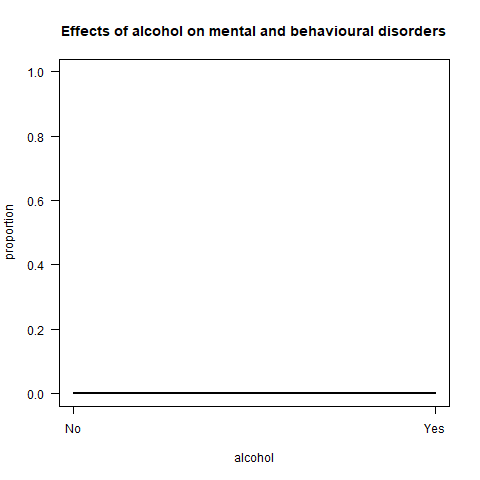 Effects of alcohol on mental and behavioural disorders
1.0
0.8
0.6
0.4
0.2
0.0
proportion
No
Yes
alcohol